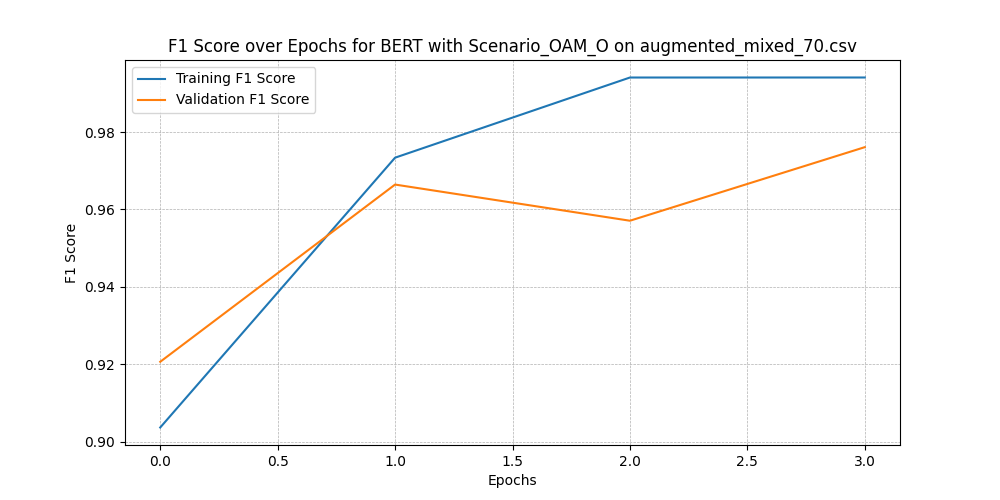 F1 Score over Epochs for BERT with Scenario_OAM_O on augmented_mixed_70.csv
Training F1 Score
Validation F1 Score
F1 Score
0.98
0.96
0.94
0.92
0.90
0.0 0.5 1.0 1.5 2.0 2.5 3.0
Epochs